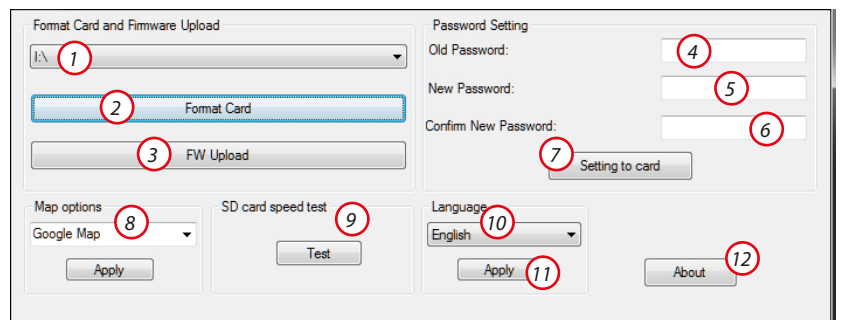 Format Card and Firmware Upload
I:\ 1
2 Format Card
3 FW Upload
Password Setting
Old Password: 4
New Password: 5
Confirm New Password: 6
7 Setting to card
Map options
8
Google Map
Apply
SD card speed test 9
Test
Language
English 10
Apply 11
About 12